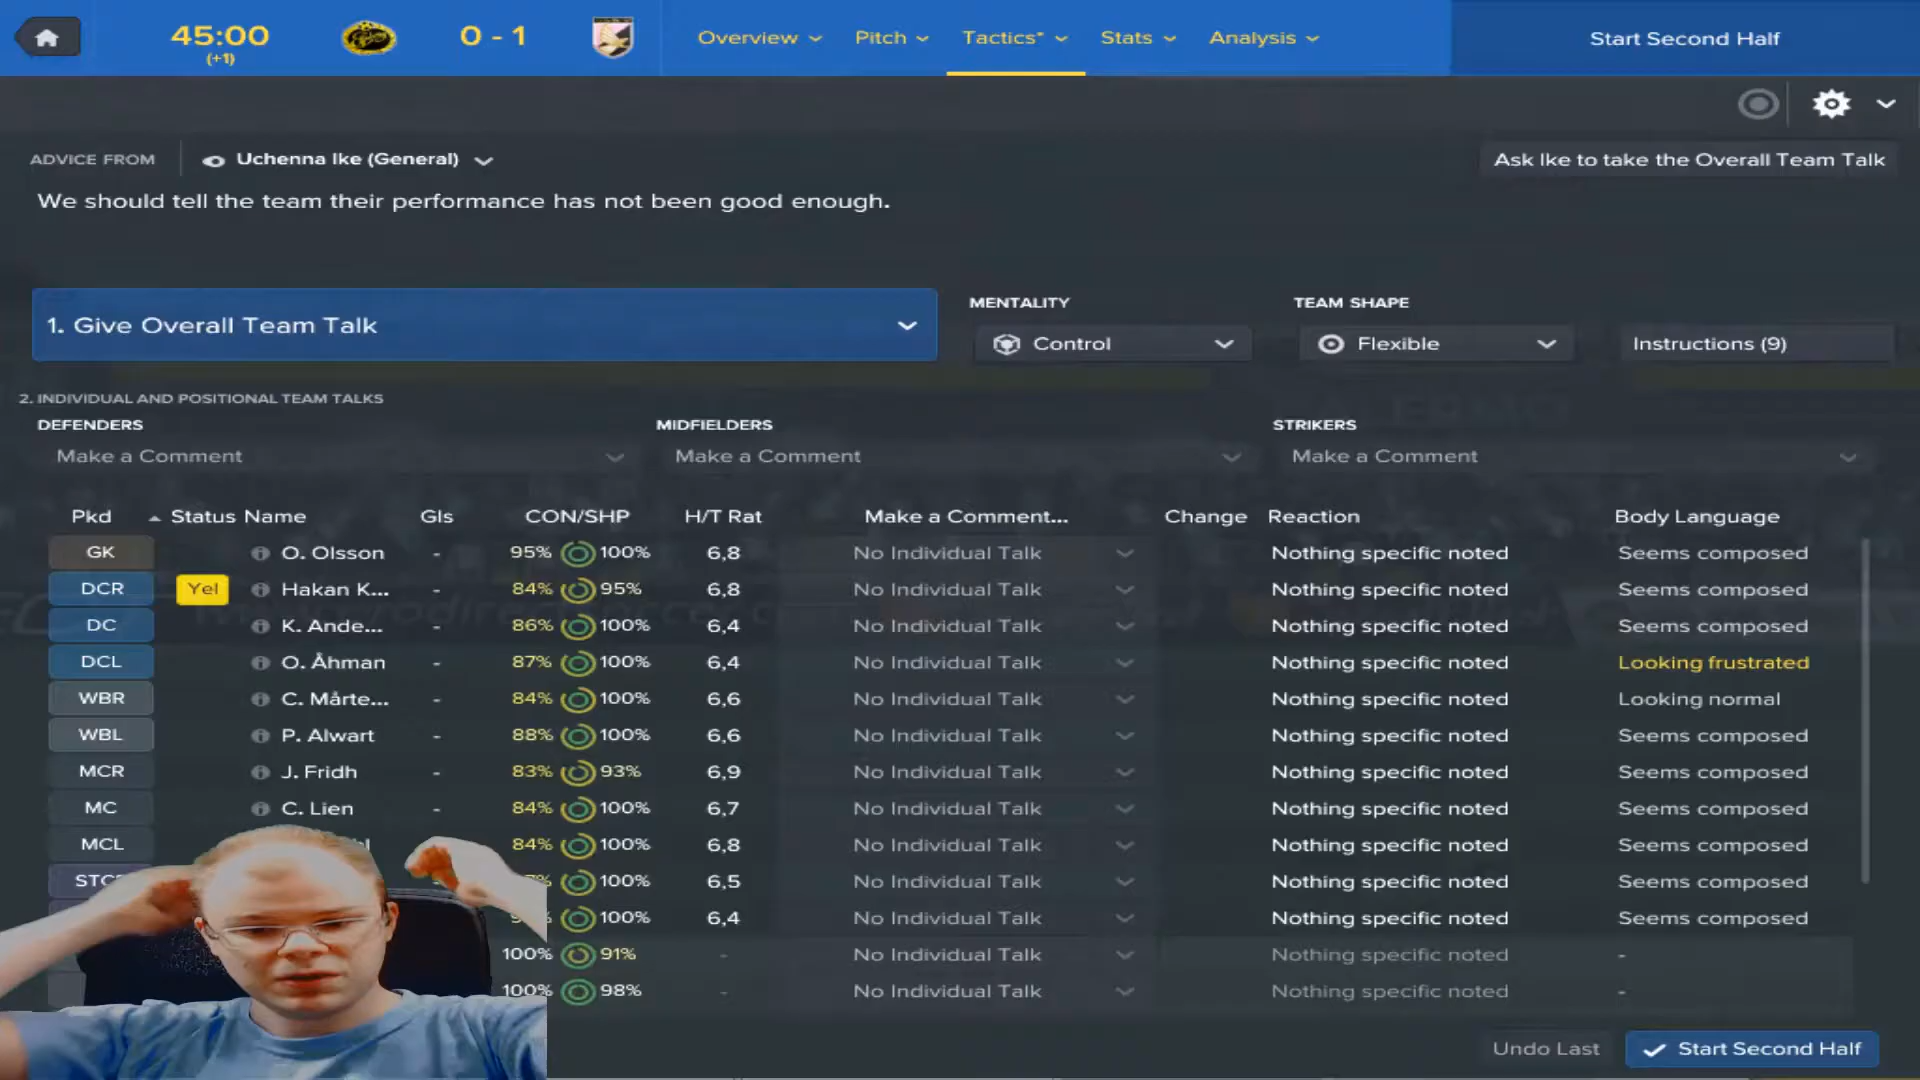 45:00
(+1)
0 - 1
Overview
Pitch
Tactics*
Stats
Analysis
Start Second Half
ADVICE FROM
Uchenna Ike (General)
Ask Ike to take the Overall Team Talk
We should tell the team their performance has not been good enough.
1. Give Overall Team Talk
MENTALITY
Control
TEAM SHAPE
Flexible
Instructions (9)
2. INDIVIDUAL AND POSITIONAL TEAM TALKS
DEFENDERS MIDFIELDERS STRIKERS
Make a Comment Make a Comment Make a Comment
Pkd Status Name Gls CON/SHP H/T Rat Make a Comment... Change Reaction Body Language
GK O. Olsson - 95% 100% 6,8 No Individual Talk Nothing specific noted Seems composed
DCR Yel Hakan K... - 84% 95% 6,8 No Individual Talk Nothing specific noted Seems composed
DC K. Ande... - 86% 100% 6,4 No Individual Talk Nothing specific noted Seems composed
DCL O. Åhman - 87% 100% 6,4 No Individual Talk Nothing specific noted Looking frustrated
WBR C. Mårte... - 84% 100% 6,6 No Individual Talk Nothing specific noted Looking normal
WBL P. Alwart - 88% 100% 6,6 No Individual Talk Nothing specific noted Seems composed
MCR J. Fridh - 83% 93% 6,9 No Individual Talk Nothing specific noted Seems composed
MC C. Lien - 84% 100% 6,7 No Individual Talk Nothing specific noted Seems composed
MCL 84% 100% 6,8 No Individual Talk Nothing specific noted Seems composed
100% 6,5 No Individual Talk Nothing specific noted Seems composed
100% 6,4 No Individual Talk Nothing specific noted Seems composed
100% 91% - No Individual Talk Nothing specific noted -
100% 98% - No Individual Talk Nothing specific noted -
Undo Last
Start Second Half